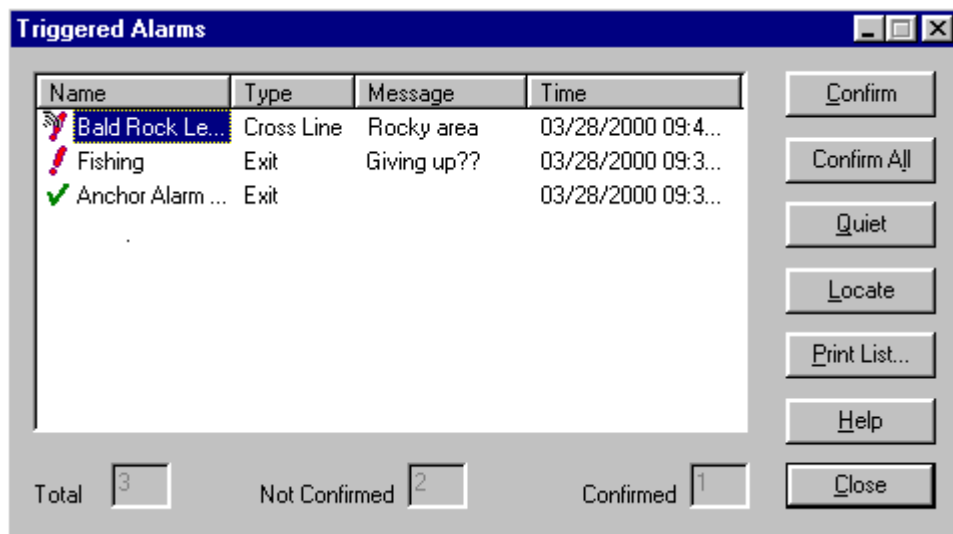 Triggered Alarms
Name Type Message Time
Bald Rock Le... Cross Line Rocky area 03/28/2000 09:4...
Fishing Exit Giving up?? 03/28/2000 09:3...
Anchor Alarm ... Exit 03/28/2000 09:3...
Confirm
Confirm All
Quiet
Locate
Print List...
Help
Close
Total 3 Not Confirmed 2 Confirmed 1